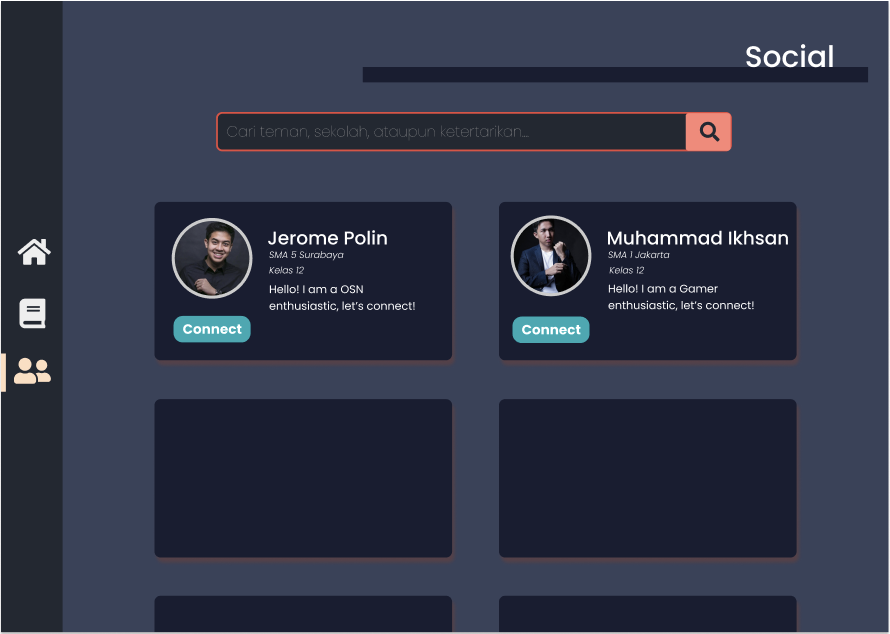 Social
Cari teman, sekolah, ataupun ketertarikan...
Jerome Polin
SMA 5 Surabaya
Kelas 12
Hello! I am a OSN
enthusiastic, let's connect!
Connect
Muhammad Ikhsan
SMA 1 Jakarta
Kelas 12
Hello! I am a Gamer
enthusiastic, let's connect!
Connect